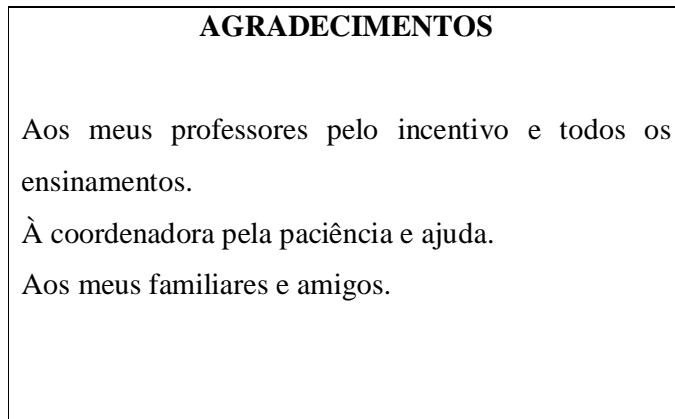 AGRADECIMENTOS
Aos meus professores pelo incentivo e todos os
ensinamentos.
À coordenadora pela paciência e ajuda.
Aos meus familiares e amigos.